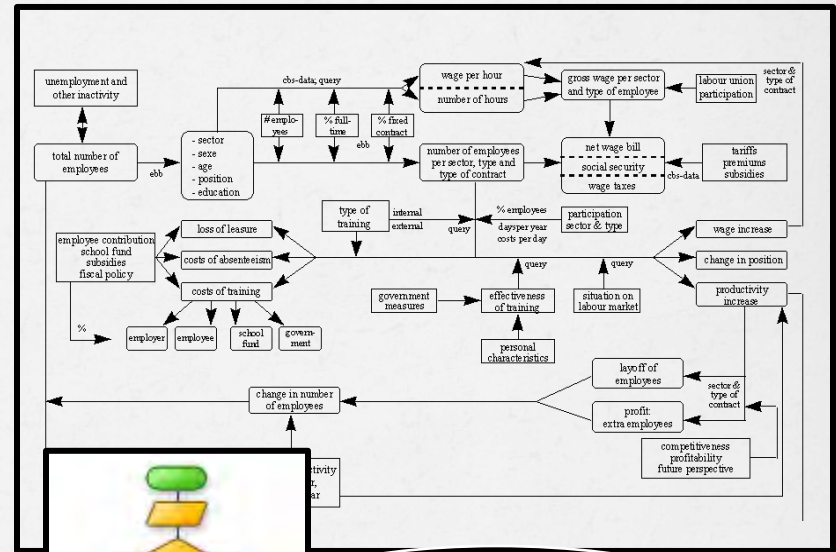 unemployment and
other inactivity
total number of
employees
ebb
- sector
- sexe
- age
- position
- education
cbs-data; query
# emplo-
yees
% full-
time
% fixed
contract
ebb
wage per hour
number of hours
gross wage per sector
and type of employee
labour union
participation
sector &
type of
contract
number of employees
per sector, type and
type of contract
net wage bill
social security
wage taxes
cbs-data
tariffs
premiums
subsidies
type of
training
internal
external
query
% employees
days per year
costs per day
participation
sector & type
employee contribution
school fund
subsidies
fiscal policy
%
loss of leasure
costs of absenteeism
costs of training
employer
employee
school
fund
govern-
ment
government
measures
query
effectiveness
of training
personal
characteristics
query
situation on
labour market
wage increase
change in position
productivity
increase
layoff of
employees
profit:
extra employees
sector &
type of
contract
competitiveness
profitability
future perspective
change in number
of employees